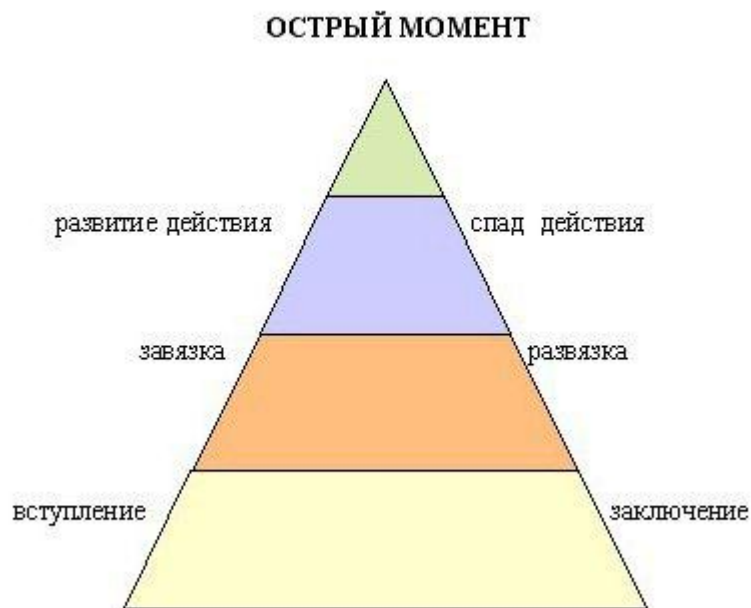 ОСТРЫЙ МОМЕНТ
развитие действия
спад действия
завязка
развязка
вступление
заключение